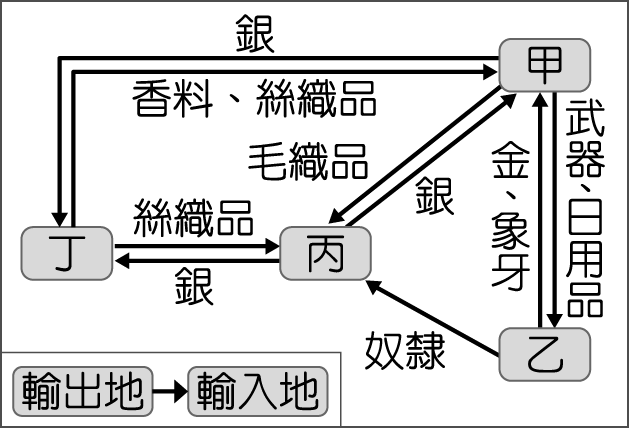 銀
甲
香料、絲織品
毛織品
銀
武器、日用品
金、象牙
絲織品
丁
丙
銀
奴隸
乙
輸出地
輸入地